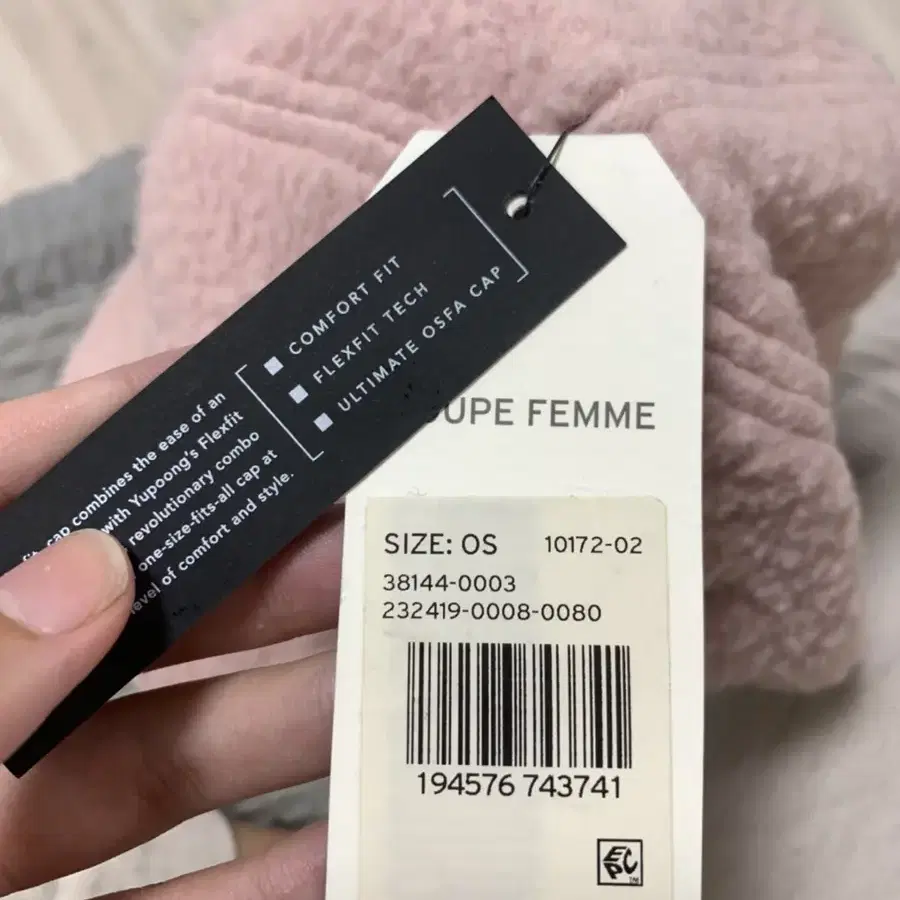 COMFORT FIT
FLEXFIT TECH
ULTIMATE OSFA CAP
cap combines the ease of an
with Yupoong's Flexfit
revolutionary combo
one-size-fits-all cap at
level of comfort and style.
FEMME
SIZE: OS 10172-02
38144-0003
232419-0008-0080
194576 743741
EPC
TM